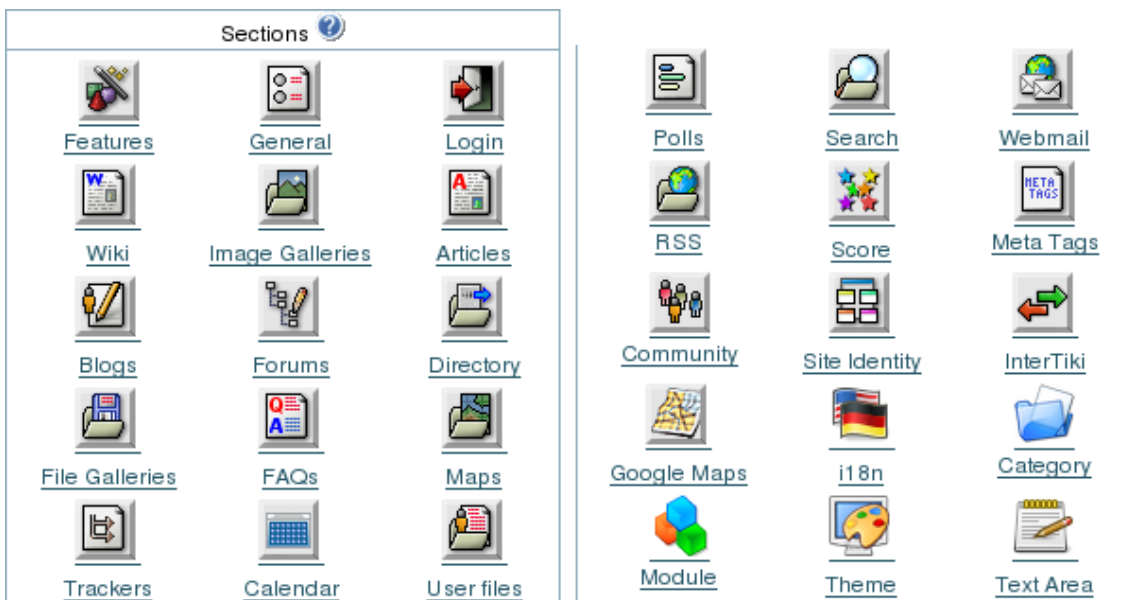 Sections
Features General Login
Wiki Image Galleries Articles
Blogs Forums Directory
File Galleries FAQs Maps
Trackers Calendar User files
Polls Search Webmail
META TAGS
RSS Score Meta Tags
Community Site Identity InterTiki
Google Maps i18n Category
Module Theme Text Area